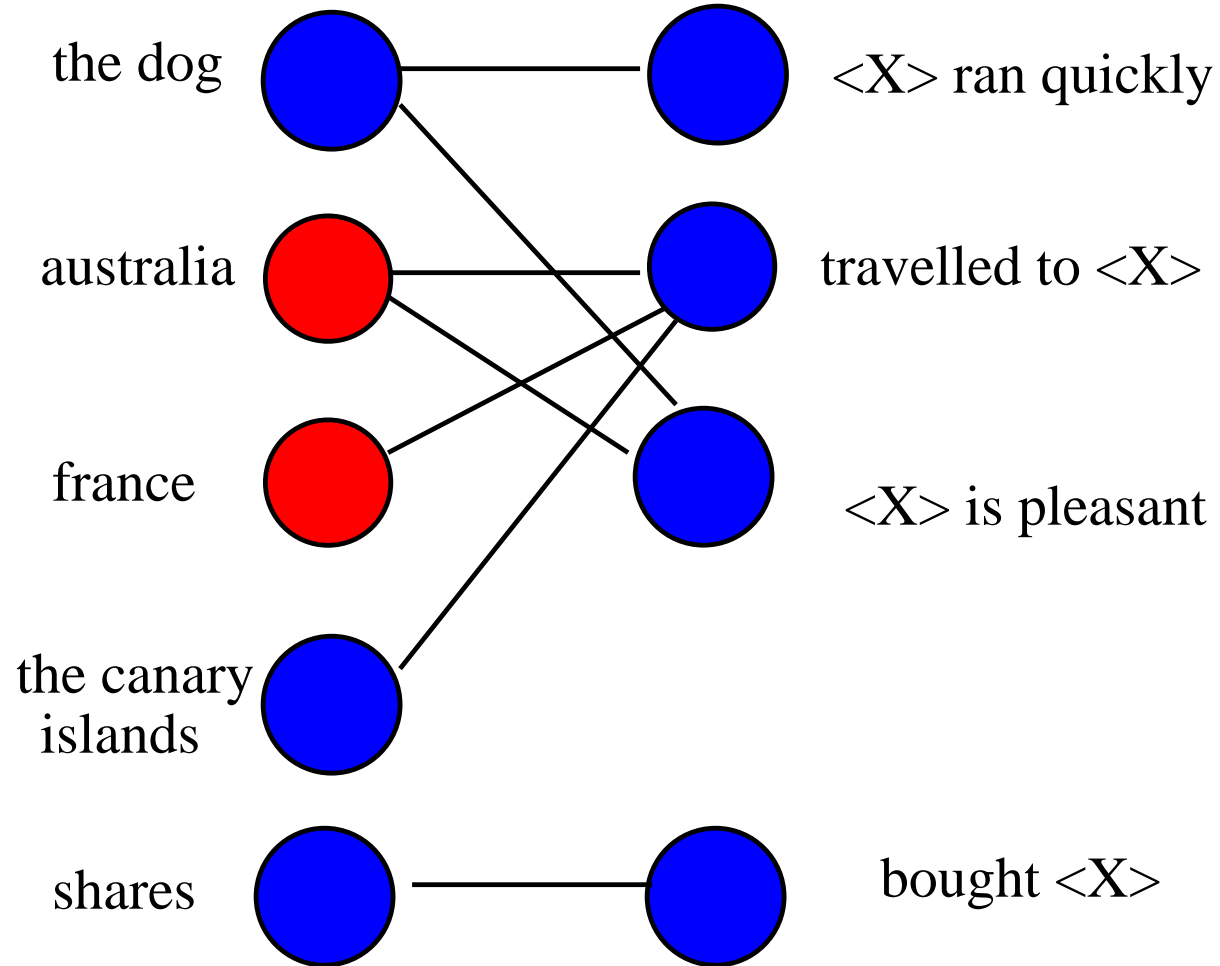 the dog
<X> ran quickly
australia
travelled to <X>
france
<X> is pleasant
the canary
islands
shares
bought <X>